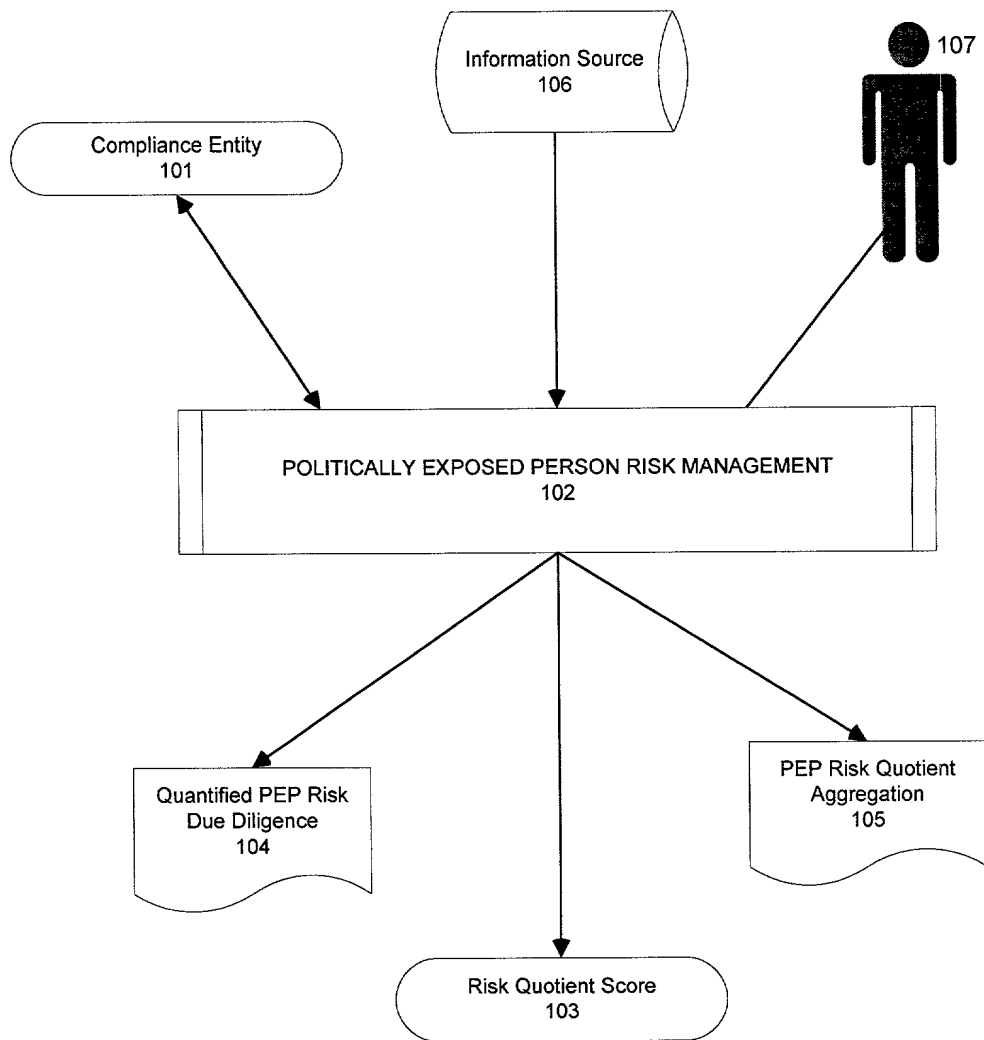 Information Source
106
107
Compliance Entity
101
POLITICALLY EXPOSED PERSON RISK MANAGEMENT
102
Quantified PEP Risk
Due Diligence
104
PEP Risk Quotient
Aggregation
105
Risk Quotient Score
103